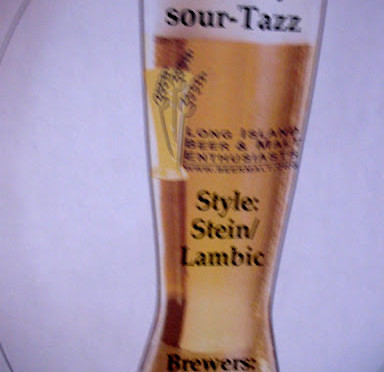 sour-Tazz
LONG ISLAND
BEER & MALT
ENTHUSIASTS
Style:
Stein/
Lambic
Brewers: